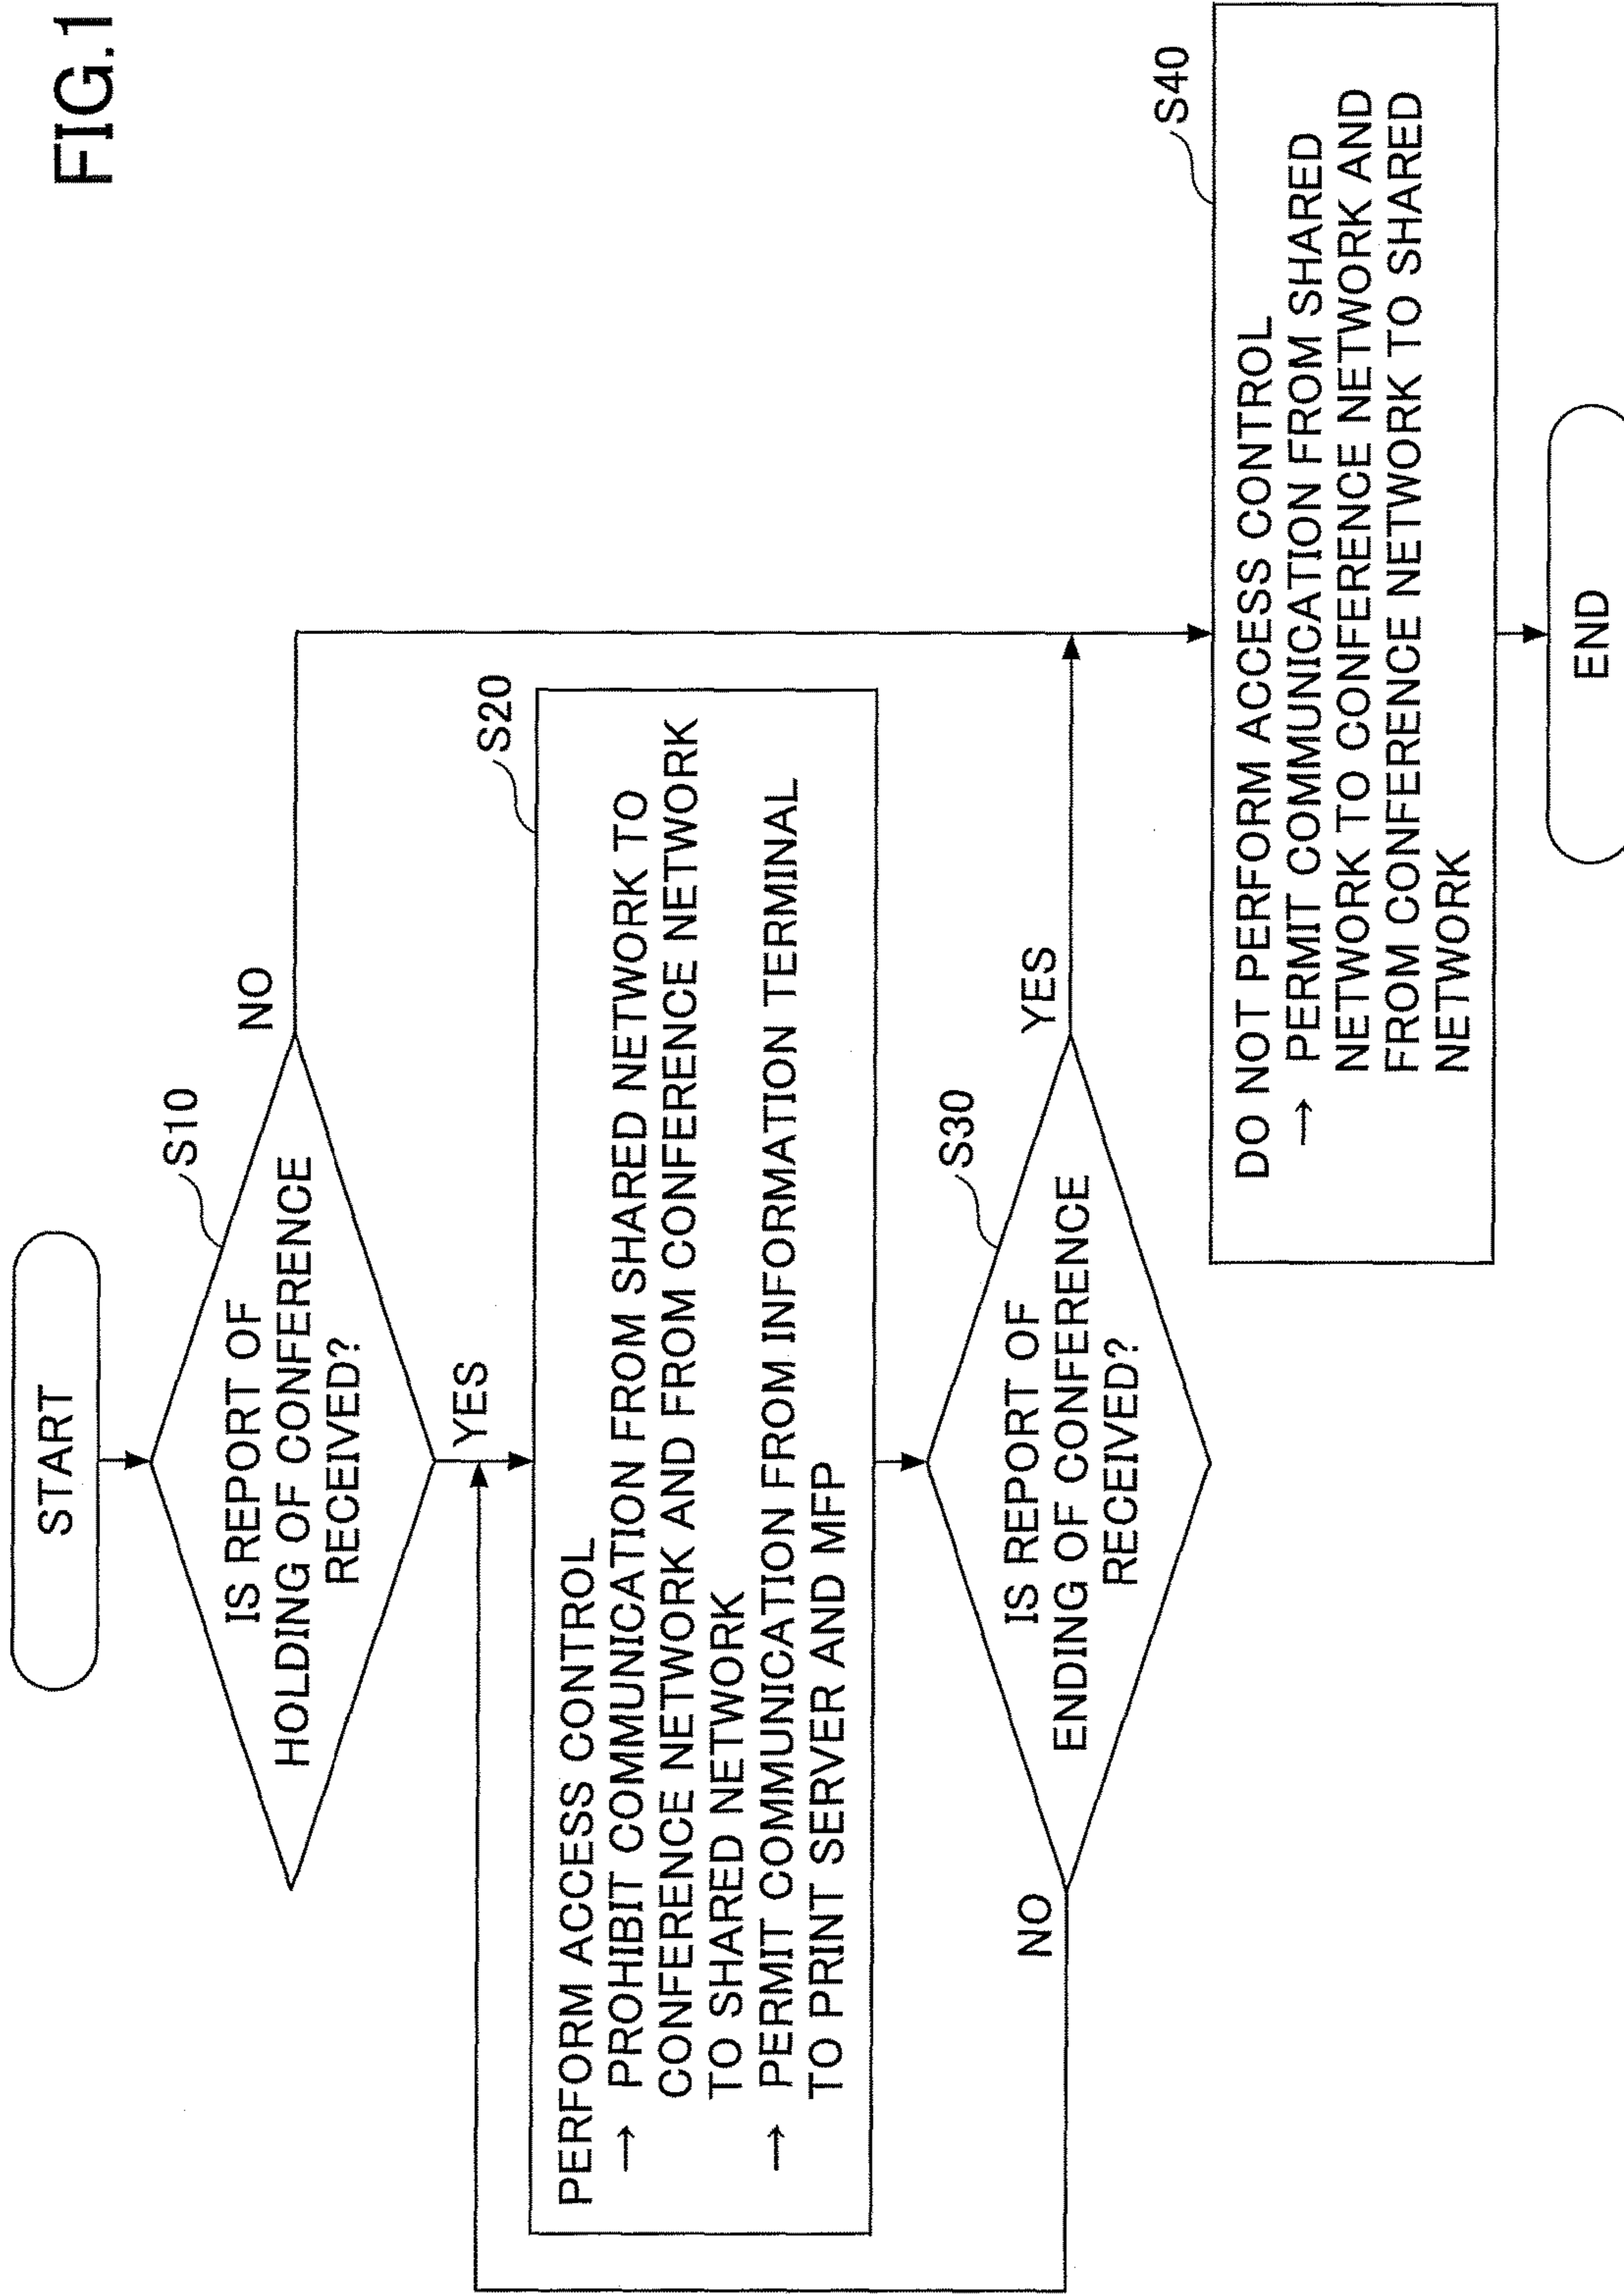 FIG.1
START
S10
IS REPORT OF
HOLDING OF CONFERENCE
RECEIVED?
NO
YES
S20
PERFORM ACCESS CONTROL
→ PROHIBIT COMMUNICATION FROM SHARED NETWORK TO
CONFERENCE NETWORK AND FROM CONFERENCE NETWORK
TO SHARED NETWORK
→ PERMIT COMMUNICATION FROM INFORMATION TERMINAL
TO PRINT SERVER AND MFP
S30
IS REPORT OF
ENDING OF CONFERENCE
RECEIVED?
NO
YES
S40
DO NOT PERFORM ACCESS CONTROL
→ PERMIT COMMUNICATION FROM SHARED
NETWORK TO CONFERENCE NETWORK AND
FROM CONFERENCE NETWORK TO SHARED
NETWORK
END